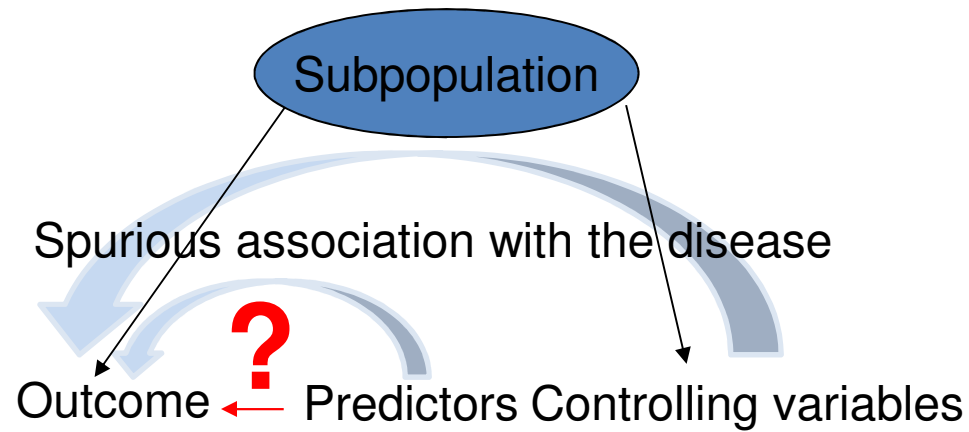 Subpopulation
Spurious association with the disease
?
Outcome Predictors Controlling variables